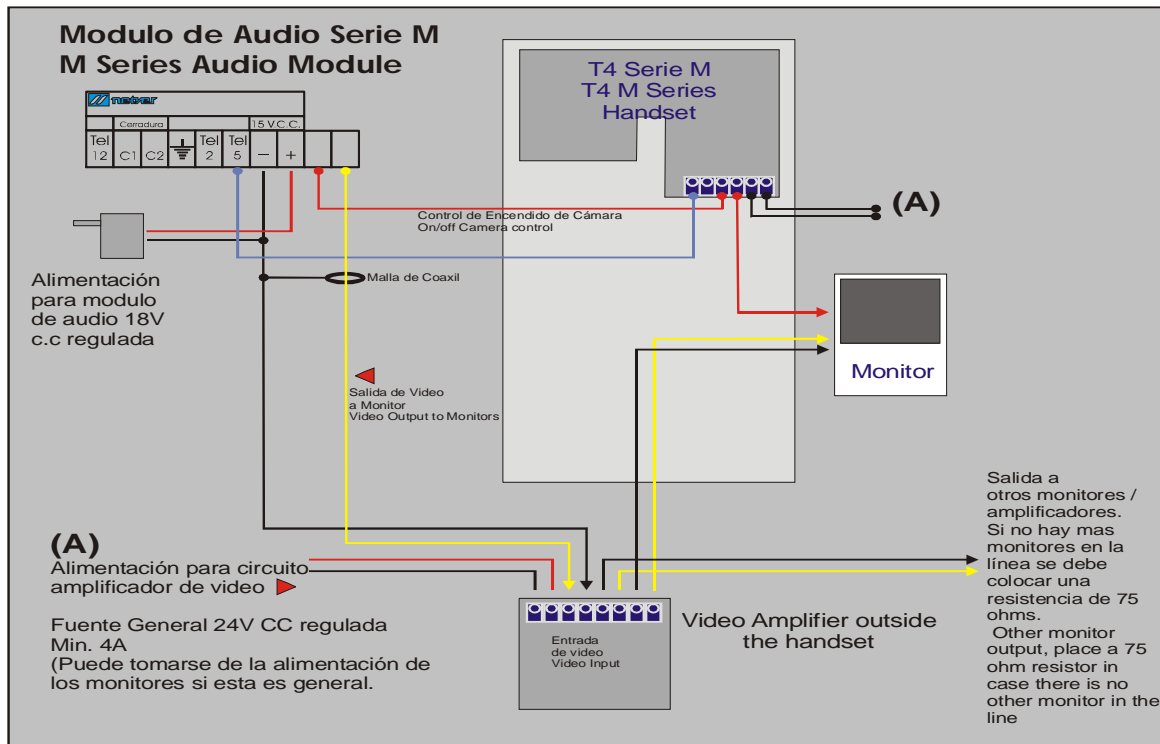 Modulo de Audio Serie M
M Series Audio Module
neber
Cerradura
15 V.C.C.
Tel 12
C1
C2
Tel 2
Tel 5
—
+
T4 Serie M
T4 M Series
Handset
(A)
Control de Encendido de Cámara
On/off Camera control
Malla de Coaxil
Alimentación
para modulo
de audio 18V
c.c regulada
Monitor
Salida de Video
a Monitor
Video Output to Monitors
(A)
Alimentación para circuito
amplificador de video
Fuente General 24V CC regulada
Min. 4A
(Puede tomarse de la alimentación de
los monitores si esta es general.
Entrada
de video
Video Input
Video Amplifier outside
the handset
Salida a
otros monitores /
amplificadores.
Si no hay mas
monitores en la
línea se debe
colocar una
resistencia de 75
ohms.
Other monitor
output, place a 75
ohm resistor in
case there is no
other monitor in the
line